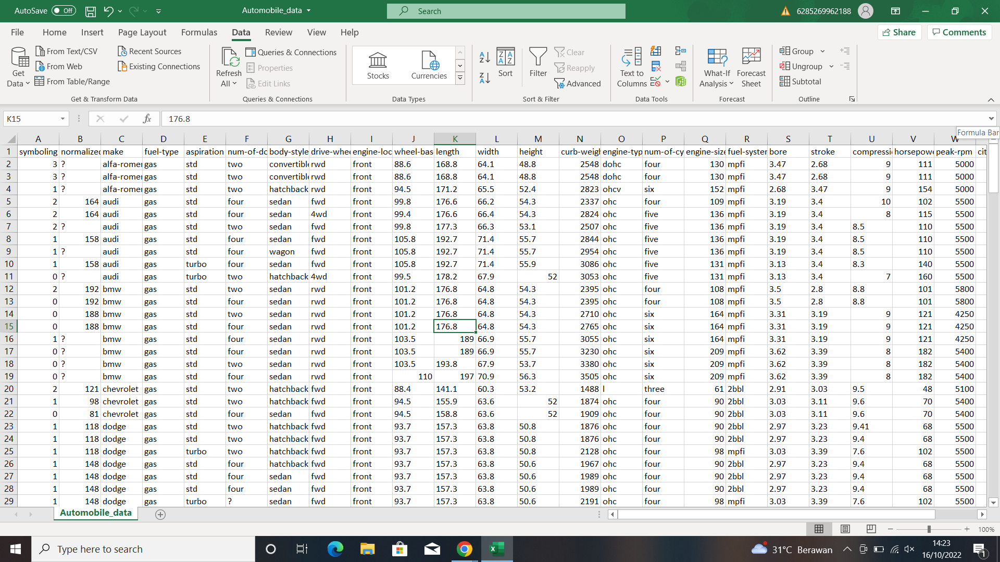 AutoSave Off Automobile_data Search 6285269962188
File Home Insert Page Layout Formulas Data Review View Help Share Comments
Get Data From Text/CSV From Web From Table/Range Recent Sources Existing Connections
Get & Transform Data
Refresh All Queries & Connections Properties Edit Links
Queries & Connections
Stocks Currencies
Data Types
Sort Filter Clear Reapply Advanced
Sort & Filter
Text to Columns
Data Tools
What-If Analysis Forecast Sheet
Forecast
Group Ungroup Subtotal
Outline
K15 fx 176.8
Formula Bar
A B C D E F G H I J K L M N O P Q R S T U V W
1 symboling normalized make fuel-type aspiration num-of-do body-style drive-whee engine-loc wheel-bas length width height curb-weigh engine-typ num-of-cy engine-size fuel-system bore stroke compressi horsepowe peak-rpm cit
2 3 ? alfa-romer gas std two convertible rwd front 88.6 168.8 64.1 48.8 2548 dohc four 130 mpfi 3.47 2.68 9 111 5000
3 3 ? alfa-romer gas std two convertible rwd front 88.6 168.8 64.1 48.8 2548 dohc four 130 mpfi 3.47 2.68 9 111 5000
4 1 ? alfa-romer gas std two hatchback rwd front 94.5 171.2 65.5 52.4 2823 ohcv six 152 mpfi 2.68 3.47 9 154 5000
5 2 164 audi gas std four sedan fwd front 99.8 176.6 66.2 54.3 2337 ohc four 109 mpfi 3.19 3.4 10 102 5500
6 2 164 audi gas std four sedan 4wd front 99.4 176.6 66.4 54.3 2824 ohc five 136 mpfi 3.19 3.4 8 115 5500
7 2 ? audi gas std two sedan fwd front 99.8 177.3 66.3 53.1 2507 ohc five 136 mpfi 3.19 3.4 8.5 110 5500
8 1 158 audi gas std four sedan fwd front 105.8 192.7 71.4 55.7 2844 ohc five 136 mpfi 3.19 3.4 8.5 110 5500
9 1 ? audi gas std four wagon fwd front 105.8 192.7 71.4 55.7 2954 ohc five 136 mpfi 3.19 3.4 8.5 110 5500
10 1 158 audi gas turbo four sedan fwd front 105.8 192.7 71.4 55.9 3086 ohc five 131 mpfi 3.13 3.4 8.3 140 5500
11 0 ? audi gas turbo two hatchback 4wd front 99.5 178.2 67.9 52 3053 ohc five 131 mpfi 3.13 3.4 7 160 5500
12 2 192 bmw gas std two sedan rwd front 101.2 176.8 64.8 54.3 2395 ohc four 108 mpfi 3.5 2.8 8.8 101 5800
13 0 192 bmw gas std four sedan rwd front 101.2 176.8 64.8 54.3 2395 ohc four 108 mpfi 3.5 2.8 8.8 101 5800
14 0 188 bmw gas std two sedan rwd front 101.2 176.8 64.8 54.3 2710 ohc six 164 mpfi 3.31 3.19 9 121 4250
15 0 188 bmw gas std four sedan rwd front 101.2 176.8 64.8 54.3 2765 ohc six 164 mpfi 3.31 3.19 9 121 4250
16 1 ? bmw gas std four sedan rwd front 103.5 189 66.9 55.7 3055 ohc six 164 mpfi 3.31 3.19 9 121 4250
17 0 ? bmw gas std four sedan rwd front 103.5 189 66.9 55.7 3230 ohc six 209 mpfi 3.62 3.39 8 182 5400
18 0 ? bmw gas std two sedan rwd front 103.5 193.8 67.9 53.7 3380 ohc six 209 mpfi 3.62 3.39 8 182 5400
19 0 ? bmw gas std four sedan rwd front 110 197 70.9 56.3 3505 ohc six 209 mpfi 3.62 3.39 8 182 5400
20 2 121 chevrolet gas std two hatchback fwd front 88.4 141.1 60.3 53.2 1488 l three 61 2bbl 2.91 3.03 9.5 48 5100
21 1 98 chevrolet gas std two hatchback fwd front 94.5 155.9 63.6 52 1874 ohc four 90 2bbl 3.03 3.11 9.6 70 5400
22 0 81 chevrolet gas std four sedan fwd front 94.5 158.8 63.6 52 1909 ohc four 90 2bbl 3.03 3.11 9.6 70 5400
23 1 118 dodge gas std two hatchback fwd front 93.7 157.3 63.8 50.8 1876 ohc four 90 2bbl 2.97 3.23 9.41 68 5500
24 1 118 dodge gas std two hatchback fwd front 93.7 157.3 63.8 50.8 1876 ohc four 90 2bbl 2.97 3.23 9.4 68 5500
25 1 118 dodge gas turbo two hatchback fwd front 93.7 157.3 63.8 50.8 2128 ohc four 98 mpfi 3.03 3.39 7.6 102 5500
26 1 148 dodge gas std four hatchback fwd front 93.7 157.3 63.8 50.6 1967 ohc four 90 2bbl 2.97 3.23 9.4 68 5500
27 1 148 dodge gas std four sedan fwd front 93.7 157.3 63.8 50.6 1989 ohc four 90 2bbl 2.97 3.23 9.4 68 5500
28 1 148 dodge gas std four sedan fwd front 93.7 157.3 63.8 50.6 1989 ohc four 90 2bbl 2.97 3.23 9.4 68 5500
29 1 148 dodge gas turbo ? sedan fwd front 93.7 157.3 63.8 50.6 2191 ohc four 98 mpfi 3.03 3.39 7.6 102 5500
Automobile_data
100%
Type here to search 31°C Berawan 14:23
16/10/2022 1